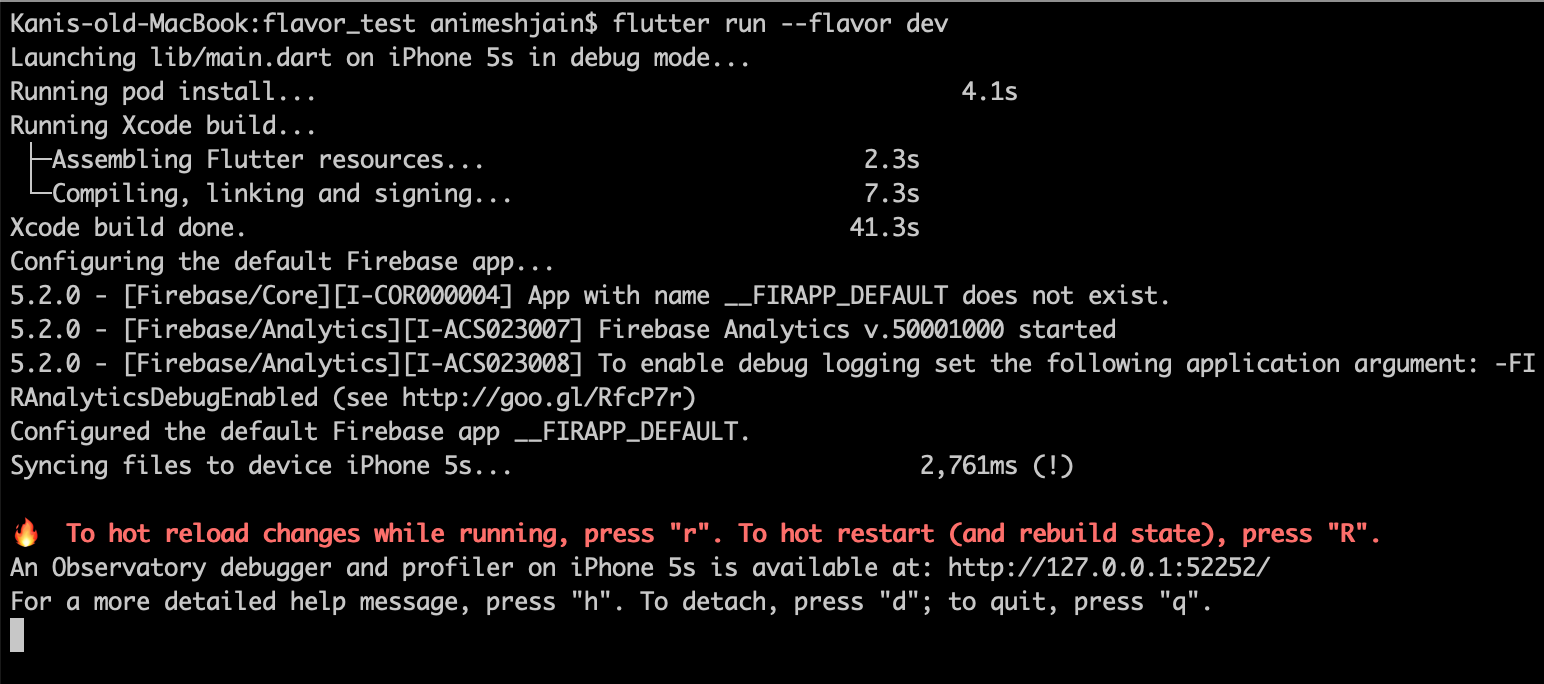 Kanis-old-MacBook:flavor_test animeshjain$ flutter run --flavor dev
Launching lib/main.dart on iPhone 5s in debug mode...
Running pod install... 4.1s
Running Xcode build...
├─Assembling Flutter resources... 2.3s
└─Compiling, linking and signing... 7.3s
Xcode build done. 41.3s
Configuring the default Firebase app...
5.2.0 - [Firebase/Core][I-COR000004] App with name __FIRAPP_DEFAULT does not exist.
5.2.0 - [Firebase/Analytics][I-ACS023007] Firebase Analytics v.50001000 started
5.2.0 - [Firebase/Analytics][I-ACS023008] To enable debug logging set the following application argument: -FI
RAnalyticsDebugEnabled (see http://goo.gl/RfcP7r)
Configured the default Firebase app __FIRAPP_DEFAULT.
Syncing files to device iPhone 5s... 2,761ms (!)
🔥 To hot reload changes while running, press "r". To hot restart (and rebuild state), press "R".
An Observatory debugger and profiler on iPhone 5s is available at: http://127.0.0.1:52252/
For a more detailed help message, press "h". To detach, press "d"; to quit, press "q".